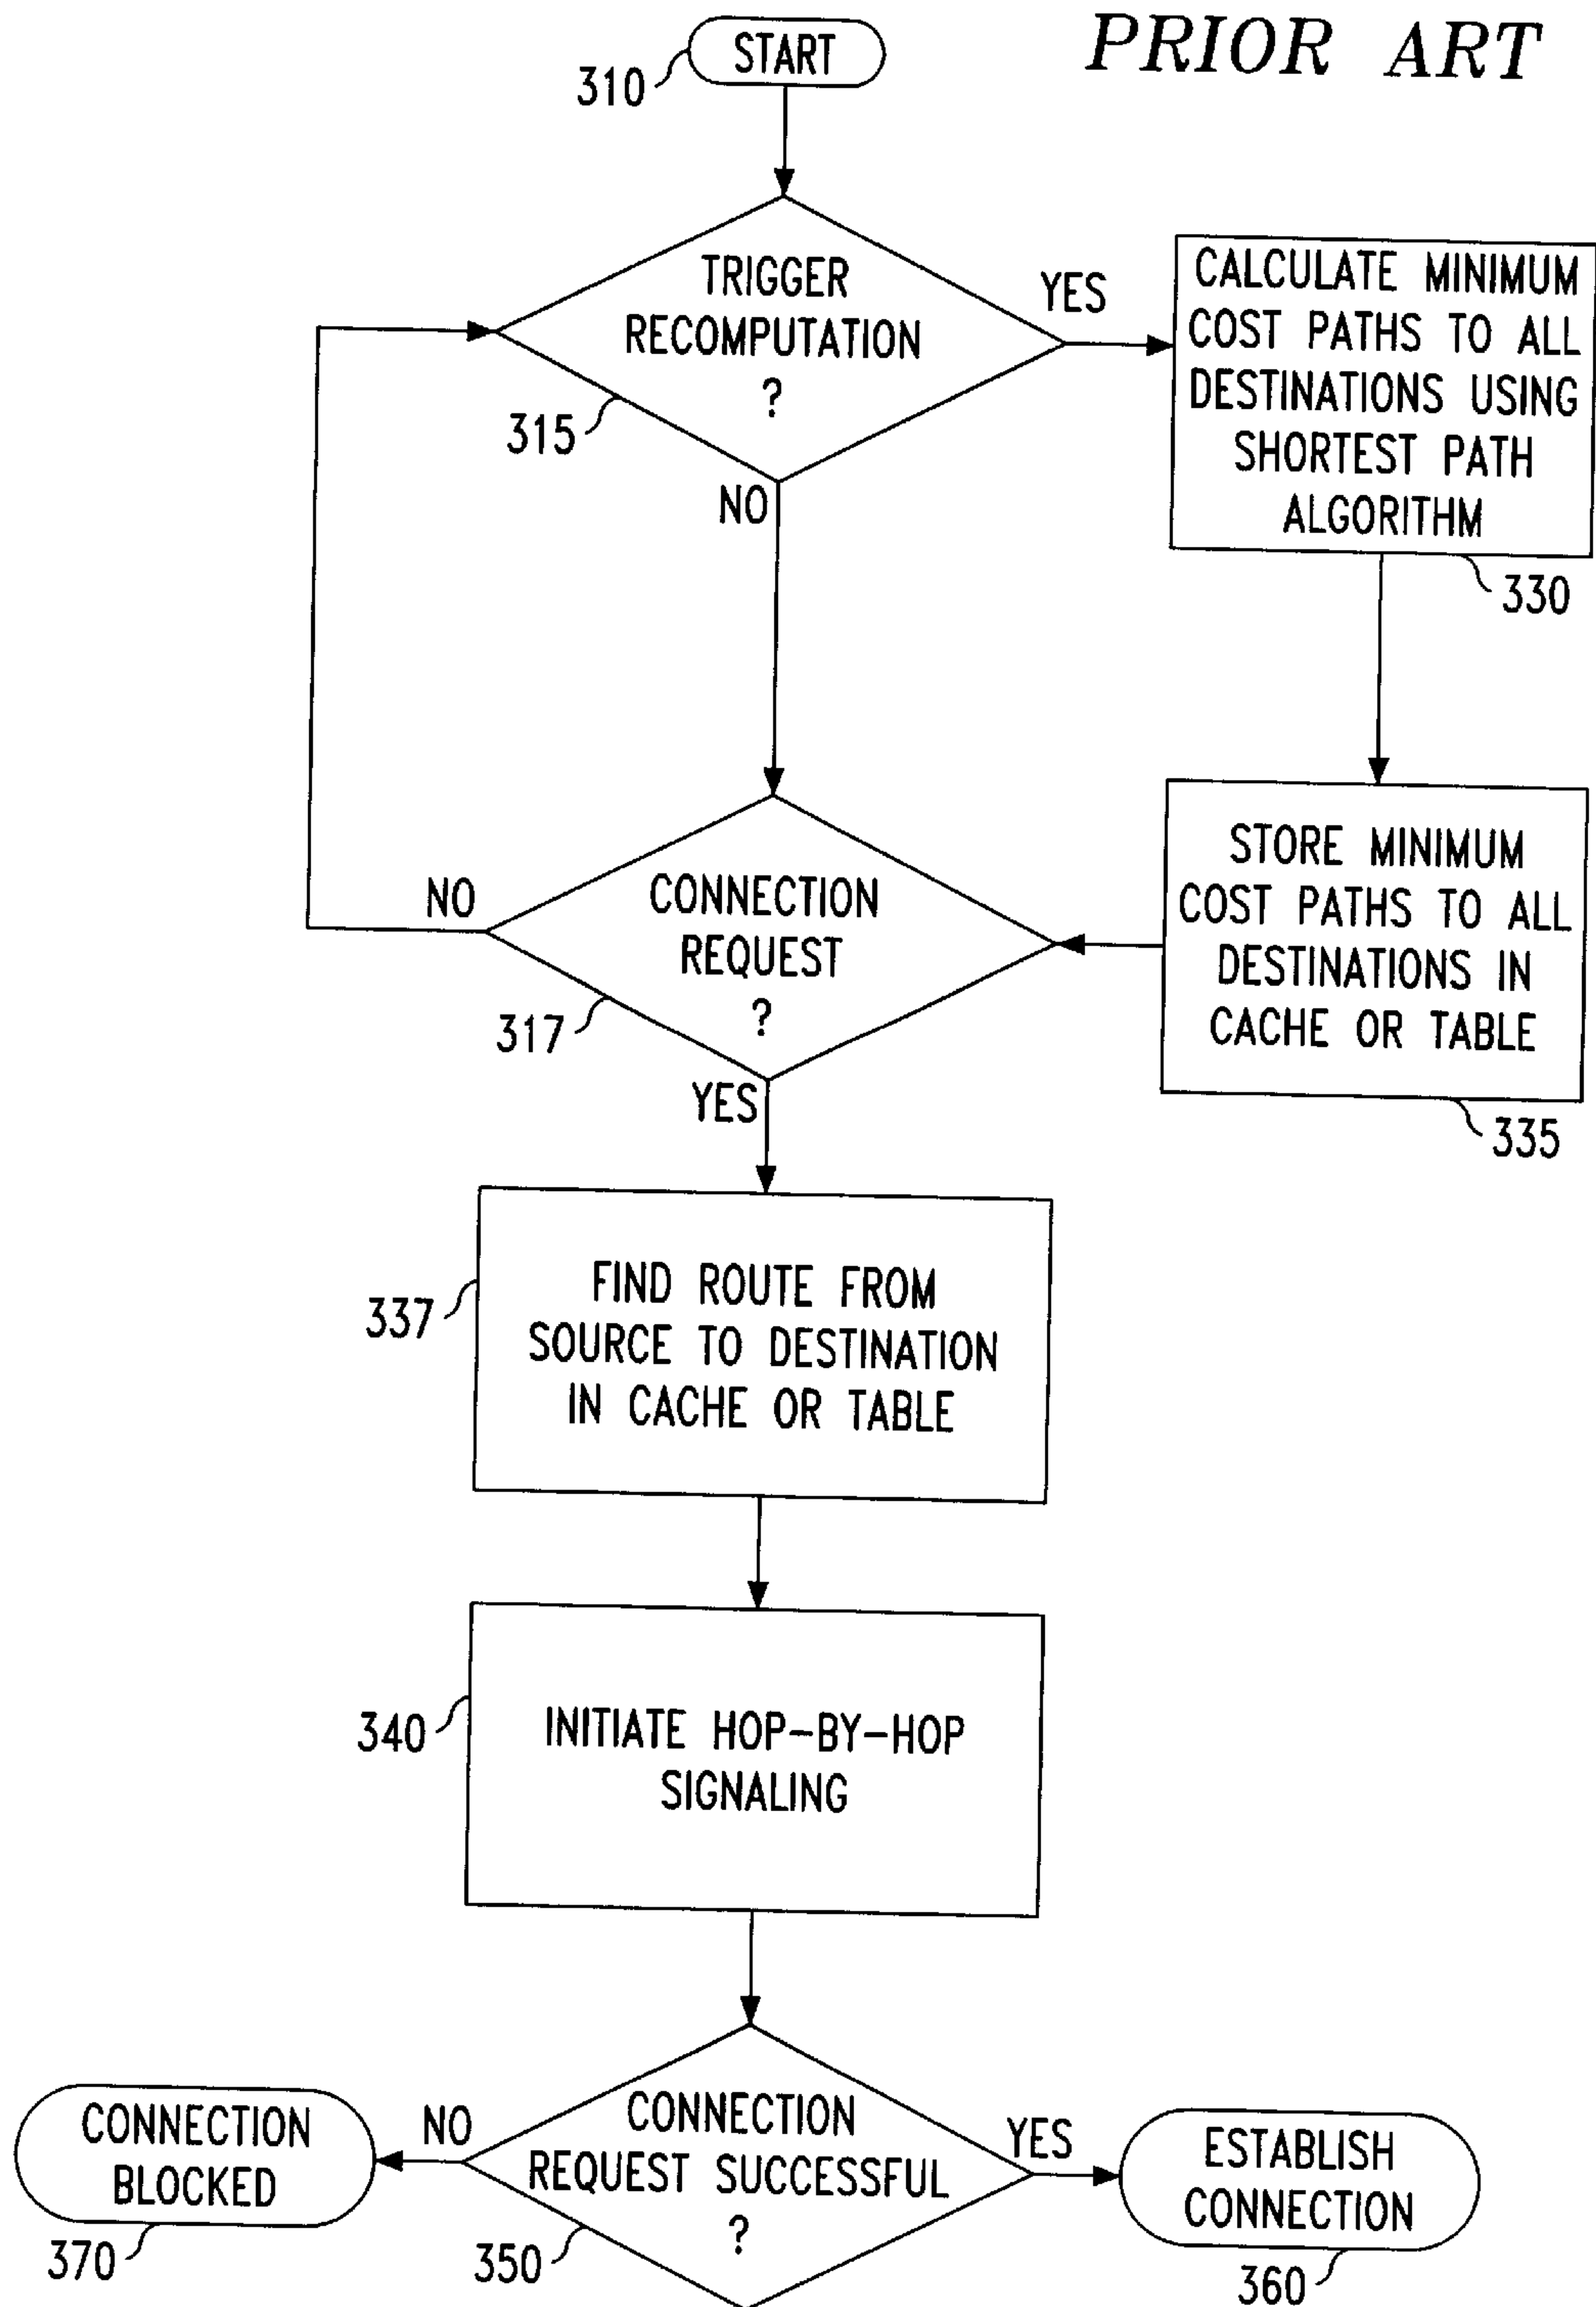 PRIOR ART
START
310
TRIGGER
RECOMPUTATION
?
315
YES
NO
CALCULATE MINIMUM
COST PATHS TO ALL
DESTINATIONS USING
SHORTEST PATH
ALGORITHM
330
STORE MINIMUM
COST PATHS TO ALL
DESTINATIONS IN
CACHE OR TABLE
335
CONNECTION
REQUEST
?
317
NO
YES
FIND ROUTE FROM
SOURCE TO DESTINATION
IN CACHE OR TABLE
337
INITIATE HOP-BY-HOP
SIGNALING
340
CONNECTION
REQUEST SUCCESSFUL
?
350
NO
YES
CONNECTION
BLOCKED
370
ESTABLISH
CONNECTION
360